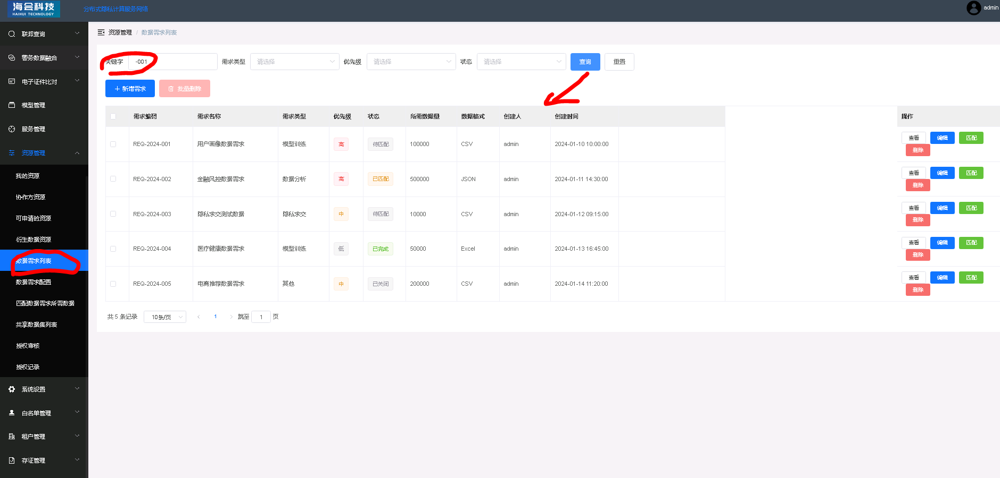 海会科技
HAIHUI TECHNOLOGY
分布式隐私计算服务网络
admin
联邦查询
警务数据融合
电子证件比对
模型管理
服务管理
资源管理
我的资源
协作方资源
可申请的资源
衍生数据资源
数据需求列表
数据需求配置
匹配数据需求所需数据
共享数据集列表
授权审核
授权记录
系统设置
白名单管理
租户管理
存证管理
资源管理 / 数据需求列表
关键字 -001 需求类型 请选择 优先级 请选择 状态 请选择 查询 重置
+ 新增需求 批量删除
需求编码 需求名称 需求类型 优先级 状态 所需数据量 数据格式 创建人 创建时间 操作
REQ-2024-001 用户画像数据需求 模型训练 高 待匹配 100000 CSV admin 2024-01-10 10:00:00 查看 编辑 匹配
删除
REQ-2024-002 金融风控数据需求 数据分析 高 已匹配 500000 JSON admin 2024-01-11 14:30:00 查看 编辑 匹配
删除
REQ-2024-003 隐私求交测试数据 隐私求交 中 待匹配 10000 CSV admin 2024-01-12 09:15:00 查看 编辑 匹配
删除
REQ-2024-004 医疗健康数据需求 模型训练 低 已完成 50000 Excel admin 2024-01-13 16:45:00 查看 编辑 匹配
删除
REQ-2024-005 电商推荐数据需求 其他 中 已关闭 200000 CSV admin 2024-01-14 11:20:00 查看 编辑 匹配
删除
共 5 条记录 10条/页 < 1 > 跳至 1 页